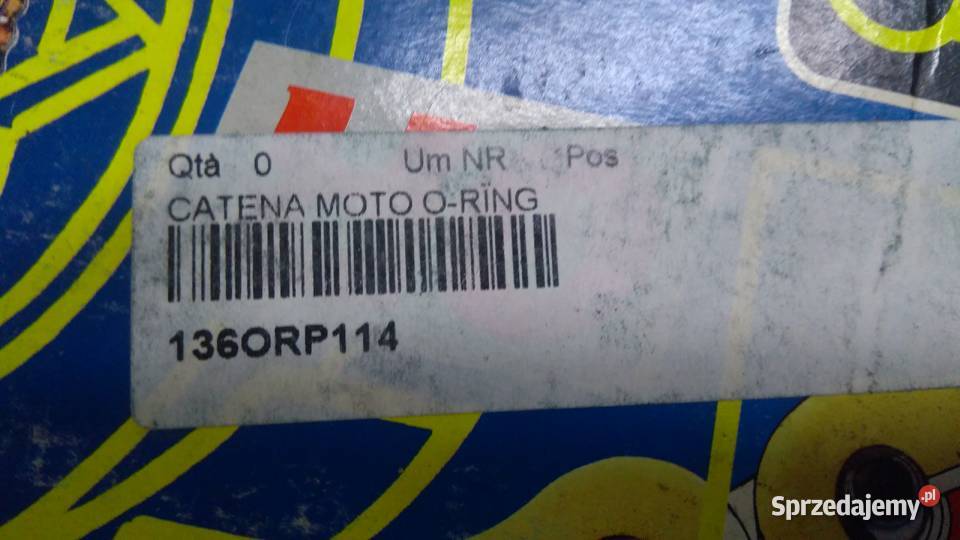 Qtà 0 Um NR Pos
CATENA MOTO O-RING
136ORP114
Sprzedajemy.pl